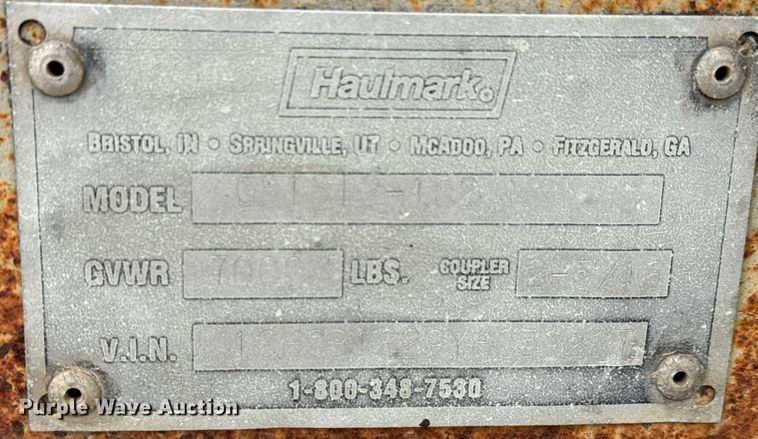 Haulmark®
BRISTOL, IN • SPRINGVILLE, UT • MCADOO, PA • FITZGERALD, GA
MODEL
GVWR LBS. COUPLER SIZE
V.I.N.
1-800-348-7530
Purple Wave Auction